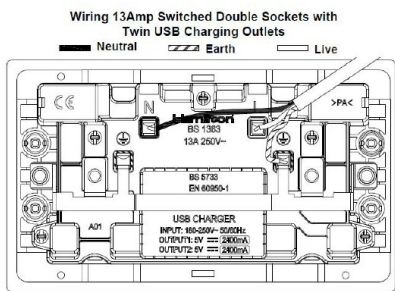 Wiring 13Amp Switched Double Sockets with
Twin USB Charging Outlets
Neutral Earth Live
CE N L >PA<
Hamilton
BS 1363
13A 250V~
BS 5733
EN 60950-1
A01
USB CHARGER
INPUT: 160-250V~ 50/60Hz
OUTPUT1: 5V ⎓ 2400mA
OUTPUT2: 5V ⎓ 2400mA